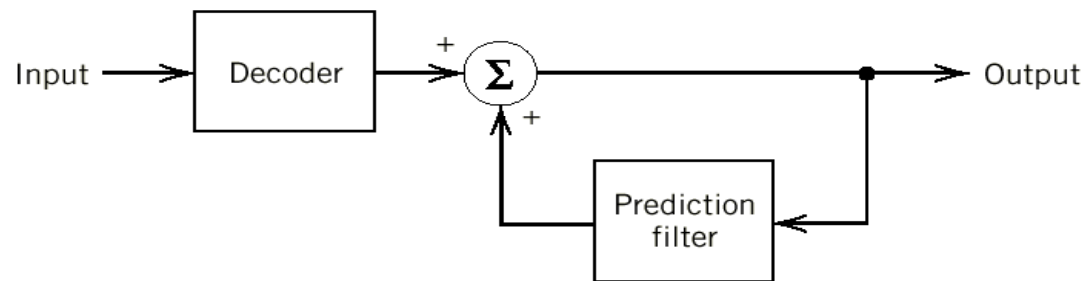 Input
Decoder
+
Σ
+
Output
Prediction
filter